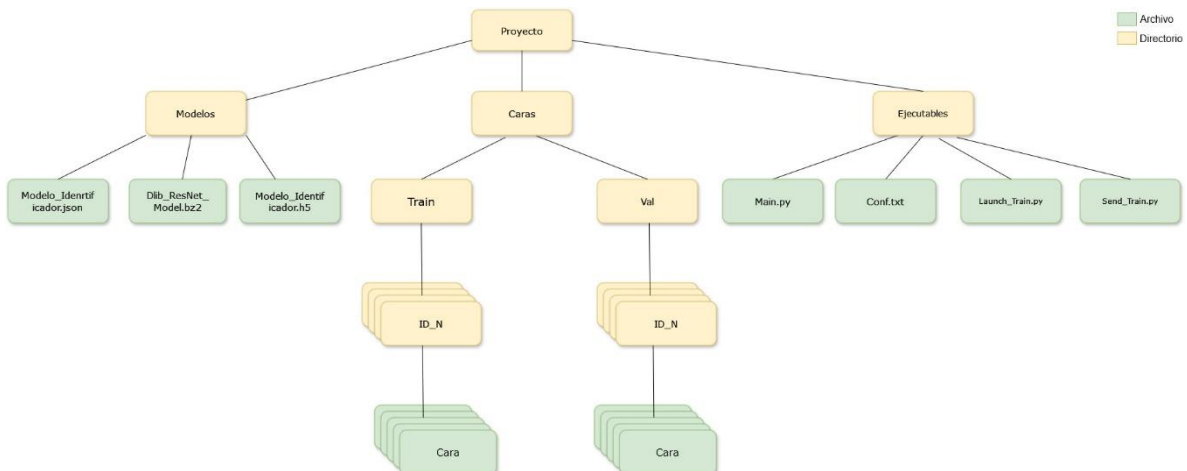 Proyecto
Archivo
Directorio
Modelos
Caras
Ejecutables
Modelo_Idenrtif
icador.json
Dlib_ResNet_
Model.bz2
Modelo_Identif
icador.h5
Train
Val
Main.py
Conf.txt
Launch_Train.py
Send_Train.py
ID_N
ID_N
Cara
Cara